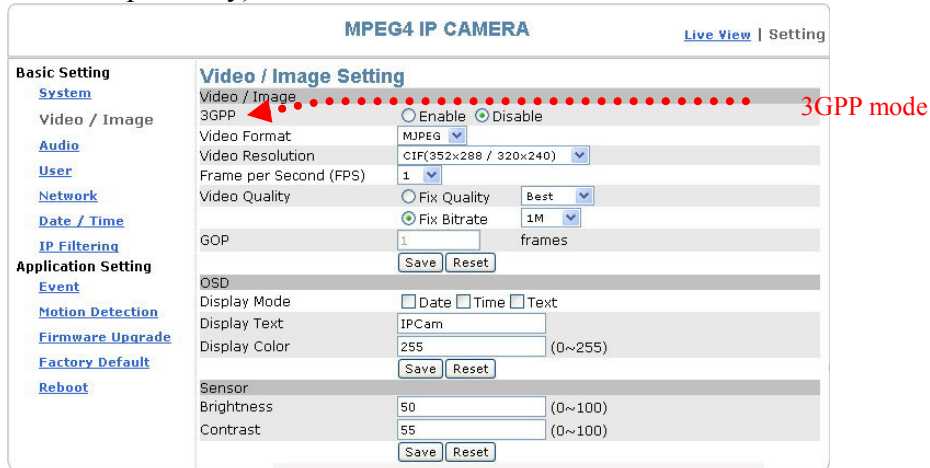 MPEG4 IP CAMERA
Live View | Setting
Basic Setting
System
Video / Image
Audio
User
Network
Date / Time
IP Filtering
Application Setting
Event
Motion Detection
Firmware Upgrade
Factory Default
Reboot
Video / Image Setting
Video / Image
3GPP Enable Disable
3GPP mode
Video Format MJPEG
Video Resolution CIF(352x288 / 320x240)
Frame per Second (FPS) 1
Video Quality Fix Quality Best
Fix Bitrate 1M
GOP 1 frames
Save Reset
OSD
Display Mode Date Time Text
Display Text IPCam
Display Color 255 (0~255)
Save Reset
Sensor
Brightness 50 (0~100)
Contrast 55 (0~100)
Save Reset